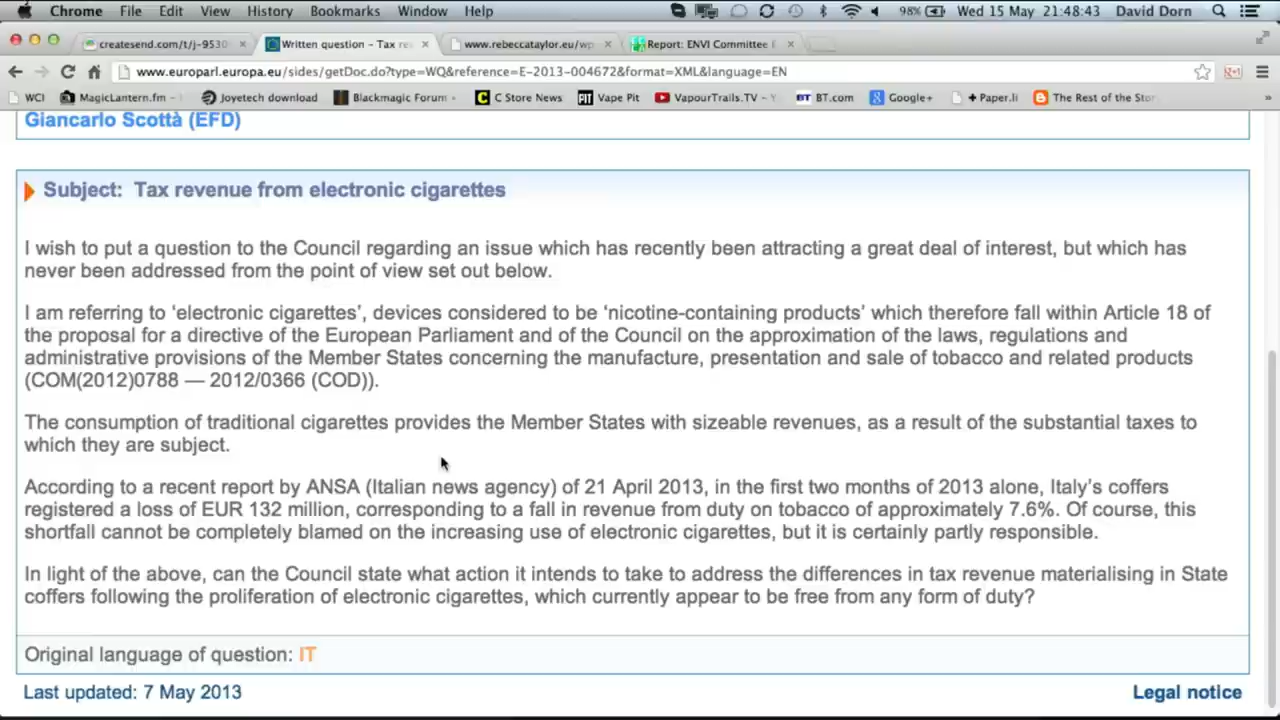 Chrome File Edit View History Bookmarks Window Help 98% Wed 15 May 21:48:43 David Dorn
createsend.com/t/j-9530 Written question - Tax re www.rebeccataylor.eu/wp Report: ENVI Committee
www.europarl.europa.eu/sides/getDoc.do?type=WQ&reference=E-2013-004672&format=XML&language=EN
WCI MagicLantern.fm - Joyetech download Blackmagic Forum - C Store News Vape Pit VapourTrails.TV - Y BT.com Google+ + Paper.li The Rest of the Stor »
Giancarlo Scottà (EFD)
Subject: Tax revenue from electronic cigarettes
I wish to put a question to the Council regarding an issue which has recently been attracting a great deal of interest, but which has
never been addressed from the point of view set out below.
I am referring to ‘electronic cigarettes’, devices considered to be ‘nicotine-containing products’ which therefore fall within Article 18 of
the proposal for a directive of the European Parliament and of the Council on the approximation of the laws, regulations and
administrative provisions of the Member States concerning the manufacture, presentation and sale of tobacco and related products
(COM(2012)0788 — 2012/0366 (COD)).
The consumption of traditional cigarettes provides the Member States with sizeable revenues, as a result of the substantial taxes to
which they are subject.
According to a recent report by ANSA (Italian news agency) of 21 April 2013, in the first two months of 2013 alone, Italy’s coffers
registered a loss of EUR 132 million, corresponding to a fall in revenue from duty on tobacco of approximately 7.6%. Of course, this
shortfall cannot be completely blamed on the increasing use of electronic cigarettes, but it is certainly partly responsible.
In light of the above, can the Council state what action it intends to take to address the differences in tax revenue materialising in State
coffers following the proliferation of electronic cigarettes, which currently appear to be free from any form of duty?
Original language of question: IT
Last updated: 7 May 2013 Legal notice